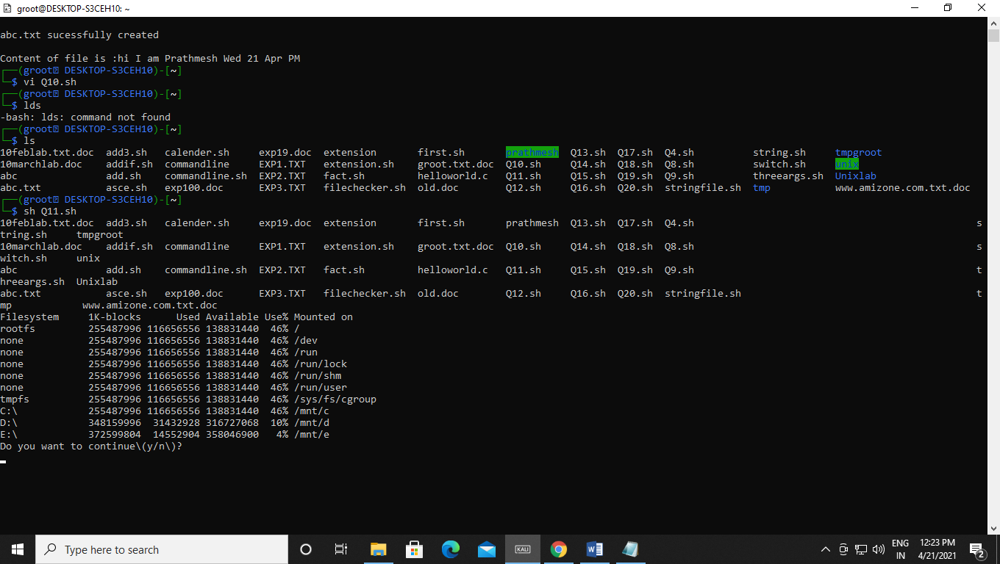 groot@DESKTOP-S3CEH10: ~
abc.txt sucessfully created
Content of file is :hi I am Prathmesh Wed 21 Apr PM
┌──(groot⍰ DESKTOP-S3CEH10)-[~]
└─$ vi Q10.sh
┌──(groot⍰ DESKTOP-S3CEH10)-[~]
└─$ lds
-bash: lds: command not found
┌──(groot⍰ DESKTOP-S3CEH10)-[~]
└─$ ls
10feblab.txt.doc  add3.sh   calender.sh     exp19.doc  extension       first.sh       prathmesh  Q13.sh  Q17.sh  Q4.sh          string.sh     tmpgroot
10marchlab.doc    addif.sh  commandline     EXP1.TXT   extension.sh    groot.txt.doc  Q10.sh     Q14.sh  Q18.sh  Q8.sh          switch.sh     unix
abc               add.sh    commandline.sh  EXP2.TXT   fact.sh         helloworld.c   Q11.sh     Q15.sh  Q19.sh  Q9.sh          threeargs.sh  Unixlab
abc.txt           asce.sh   exp100.doc      EXP3.TXT   filechecker.sh  old.doc        Q12.sh     Q16.sh  Q20.sh  stringfile.sh  tmp           www.amizone.com.txt.doc
┌──(groot⍰ DESKTOP-S3CEH10)-[~]
└─$ sh Q11.sh
10feblab.txt.doc  add3.sh   calender.sh     exp19.doc  extension       first.sh       prathmesh  Q13.sh  Q17.sh  Q4.sh                                                s
tring.sh     tmpgroot
10marchlab.doc    addif.sh  commandline     EXP1.TXT   extension.sh    groot.txt.doc  Q10.sh     Q14.sh  Q18.sh  Q8.sh                                                s
witch.sh     unix
abc               add.sh    commandline.sh  EXP2.TXT   fact.sh         helloworld.c   Q11.sh     Q15.sh  Q19.sh  Q9.sh                                                t
hreeargs.sh  Unixlab
abc.txt           asce.sh   exp100.doc      EXP3.TXT   filechecker.sh  old.doc        Q12.sh     Q16.sh  Q20.sh  stringfile.sh                                        t
mp            www.amizone.com.txt.doc
Filesystem     1K-blocks      Used Available Use% Mounted on
rootfs         255487996 116656556 138831440  46% /
none           255487996 116656556 138831440  46% /dev
none           255487996 116656556 138831440  46% /run
none           255487996 116656556 138831440  46% /run/lock
none           255487996 116656556 138831440  46% /run/shm
none           255487996 116656556 138831440  46% /run/user
tmpfs          255487996 116656556 138831440  46% /sys/fs/cgroup
C:\            255487996 116656556 138831440  46% /mnt/c
D:\            348159996  31432928 316727068  10% /mnt/d
E:\            372599804  14552904 358046900   4% /mnt/e
Do you want to continue\(y/n\)?
Type here to search
KALI
ENG
IN
12:23 PM
4/21/2021
2